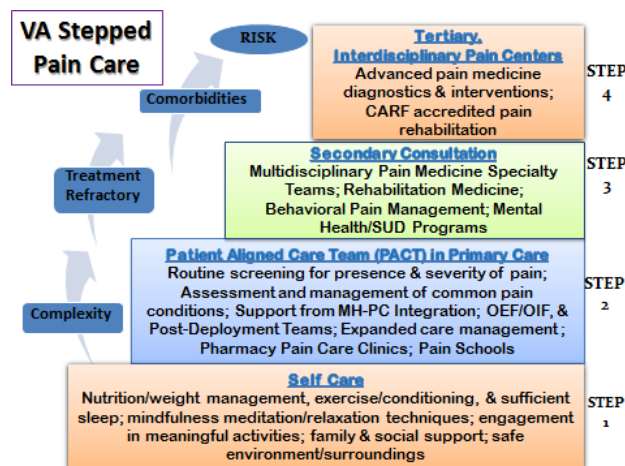 VA Stepped
Pain Care
RISK
Comorbidities
Treatment
Refractory
Complexity
Tertiary,
Interdisciplinary Pain Centers
Advanced pain medicine
diagnostics & interventions;
CARF accredited pain
rehabilitation
STEP
4
Secondary Consultation
Multidisciplinary Pain Medicine Specialty
Teams; Rehabilitation Medicine;
Behavioral Pain Management; Mental
Health/SUD Programs
STEP
3
Patient Aligned Care Team (PACT) in Primary Care
Routine screening for presence & severity of pain;
Assessment and management of common pain
conditions; Support from MH-PC Integration; OEF/OIF, &
Post-Deployment Teams; Expanded care management;
Pharmacy Pain Care Clinics; Pain Schools
STEP
2
Self Care
Nutrition/weight management, exercise/conditioning, & sufficient
sleep; mindfulness meditation/relaxation techniques; engagement
in meaningful activities; family & social support; safe
environment/surroundings
STEP
1